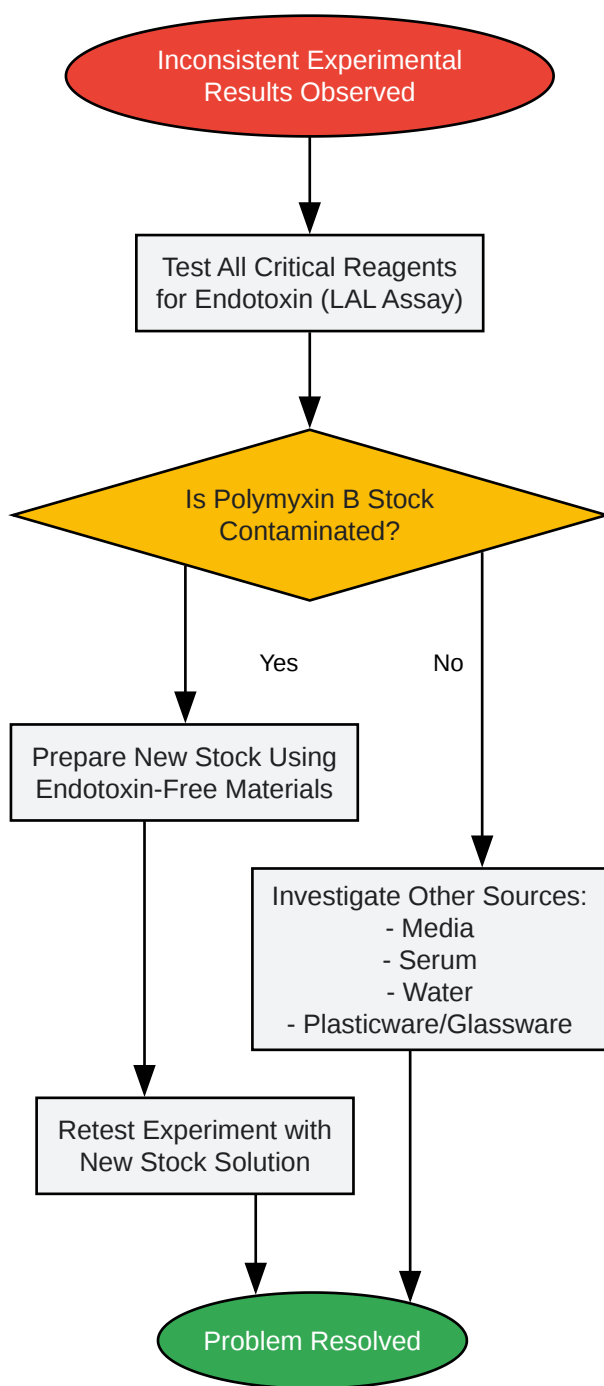 Inconsistent Experimental
Results Observed
Test All Critical Reagents
for Endotoxin (LAL Assay)
Is Polymyxin B Stock
Contaminated?
Yes
No
Prepare New Stock Using
Endotoxin-Free Materials
Investigate Other Sources:
- Media
- Serum
- Water
- Plasticware/Glassware
Retest Experiment with
New Stock Solution
Problem Resolved